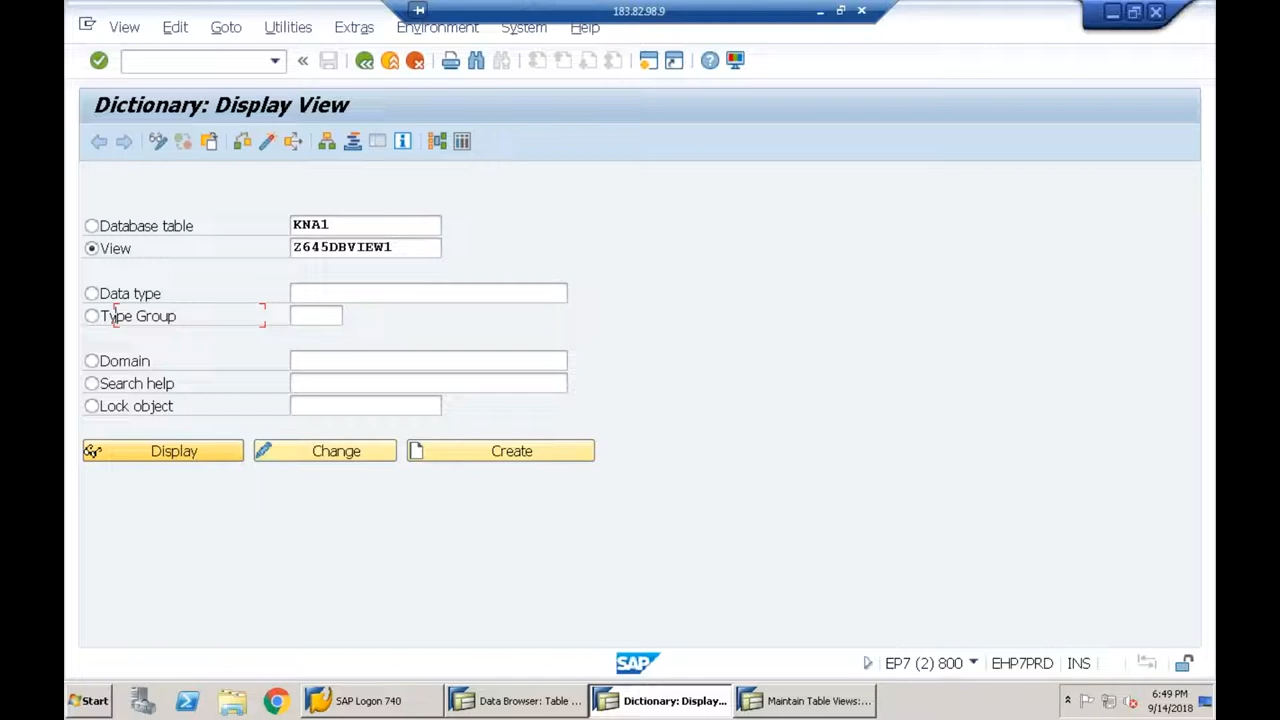 183.82.98.9
View Edit Goto Utilities Extras Environment System Help
Dictionary: Display View
Database table KNA1
View Z645DBVIEW1
Data type
Type Group
Domain
Search help
Lock object
Display Change Create
SAP EP7 (2) 800 EHP7PRD INS
Start SAP Logon 740 Data Browser: Table ... Dictionary: Display... Maintain Table Views:... 6:49 PM
9/14/2018